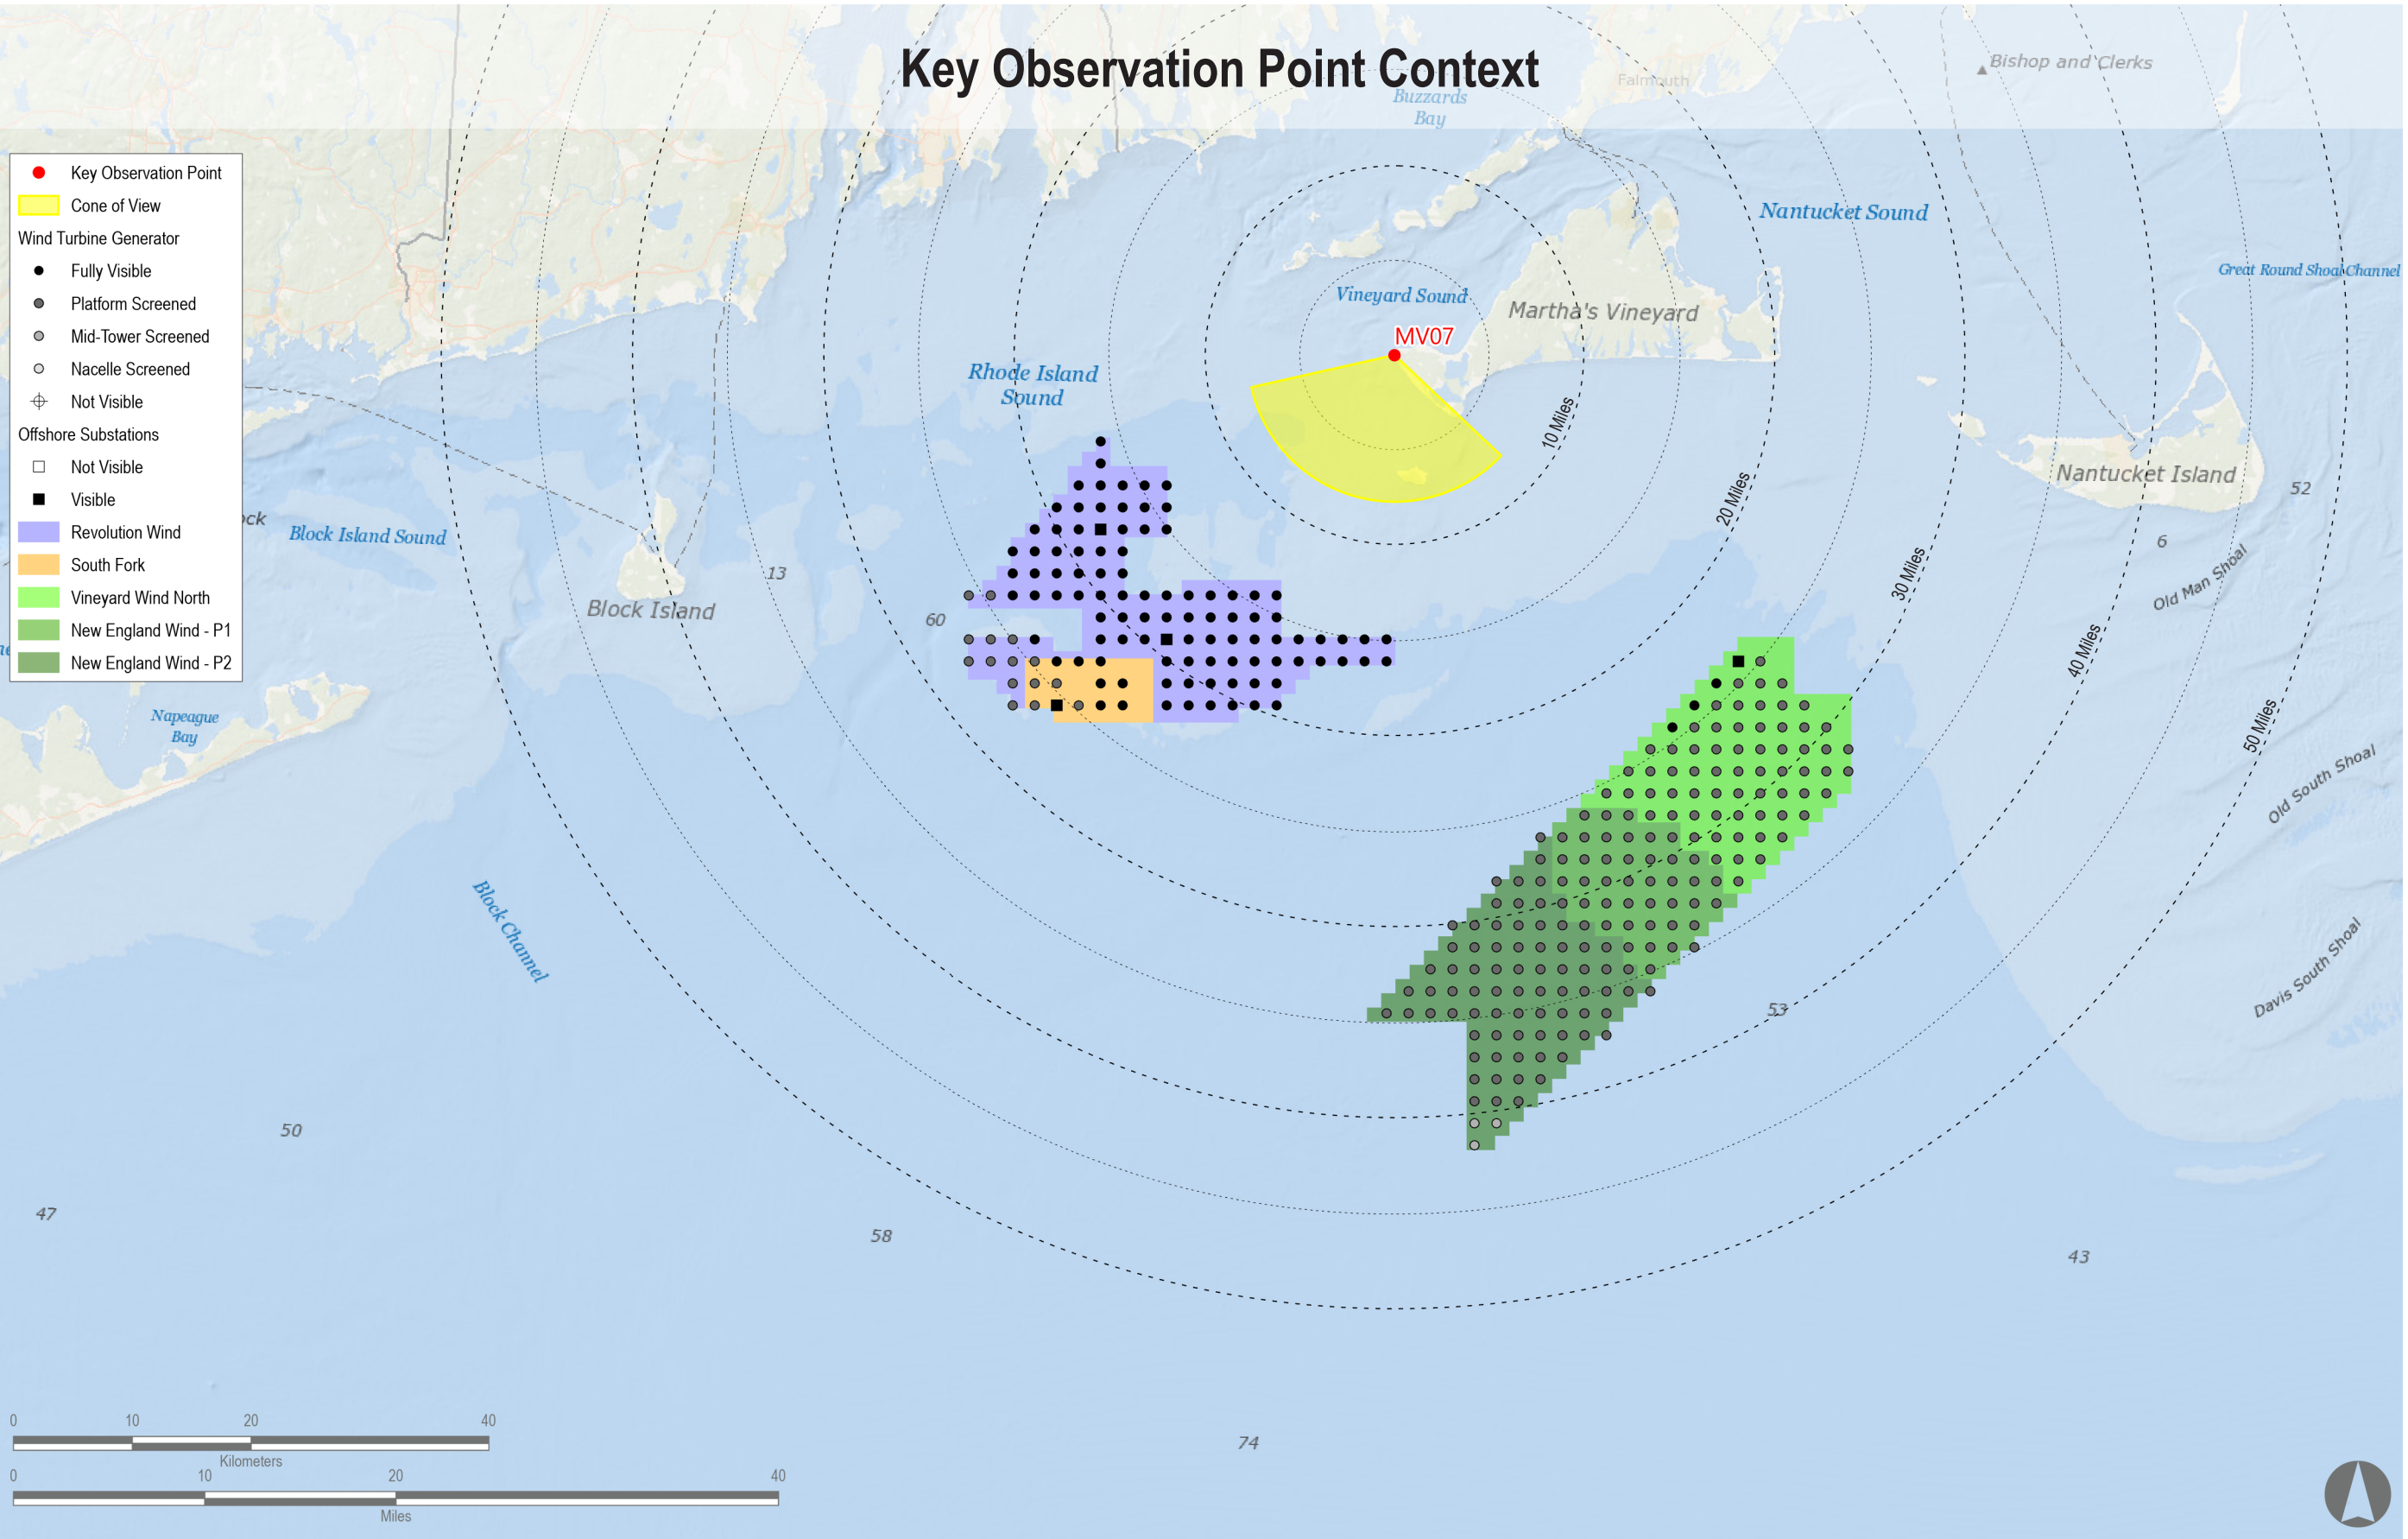 Key Observation Point Context
Bishop and Clerks
Falmouth
Buzzards
Bay
Key Observation Point
Cone of View
Wind Turbine Generator
Fully Visible
Platform Screened
Mid-Tower Screened
Nacelle Screened
Not Visible
Offshore Substations
Not Visible
Visible
Revolution Wind
South Fork
Vineyard Wind North
New England Wind - P1
New England Wind - P2
Nantucket Sound
Great Round Shoal Channel
Vineyard Sound
Martha's Vineyard
MV07
Rhode Island
Sound
10 Miles
20 Miles
30 Miles
40 Miles
50 Miles
Nantucket Island
52
6
Old Man Shoal
ock
Block Island Sound
13
Block Island
60
Napeague
Bay
Old South Shoal
Davis South Shoal
Block Channel
53
50
47
58
43
74
0 10 20 40
Kilometers
0 10 20 40
Miles